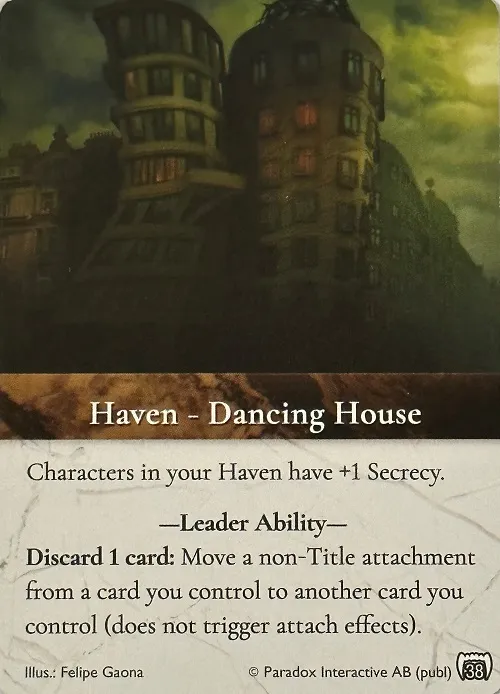 Haven - Dancing House
Characters in your Haven have +1 Secrecy.
—Leader Ability—
Discard 1 card: Move a non-Title attachment
from a card you control to another card you
control (does not trigger attach effects).
Illus.: Felipe Gaona
© Paradox Interactive AB (publ)
38